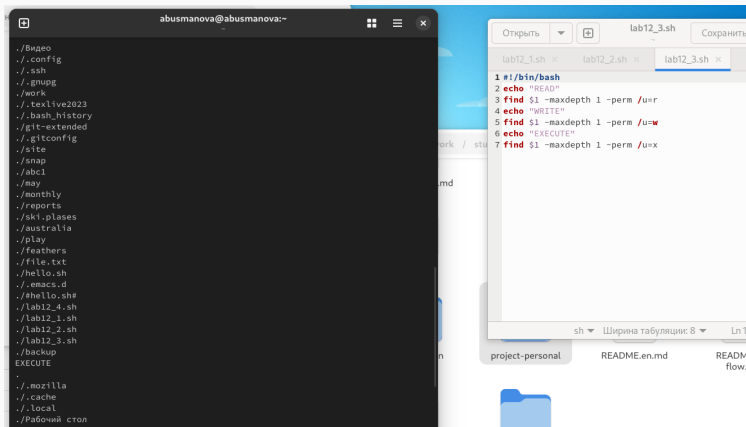 abusmanova@abusmanova:~
~
./Видео
./.config
./.ssh
./.gnupg
./work
./.texlive2023
./.bash_history
./git-extended
./.gitconfig
./site
./snap
./abc1
./may
./monthly
./reports
./ski.plases
./australia
./play
./feathers
./file.txt
./hello.sh
./.emacs.d
./#hello.sh#
./lab12_4.sh
./lab12_1.sh
./lab12_2.sh
./lab12_3.sh
./backup
EXECUTE
.
./.mozilla
./.cache
./.local
./Рабочий стол
Открыть
lab12_3.sh
~
Сохранить
lab12_1.sh ×
lab12_2.sh ×
lab12_3.sh ×
1 #!/bin/bash
2 echo "READ"
3 find $1 -maxdepth 1 -perm /u=r
4 echo "WRITE"
5 find $1 -maxdepth 1 -perm /u=w
6 echo "EXECUTE"
7 find $1 -maxdepth 1 -perm /u=x
sh Ширина табуляции: 8 Ln 1
ork / stu
.md
n
project-personal
README.en.md
READM
flow.